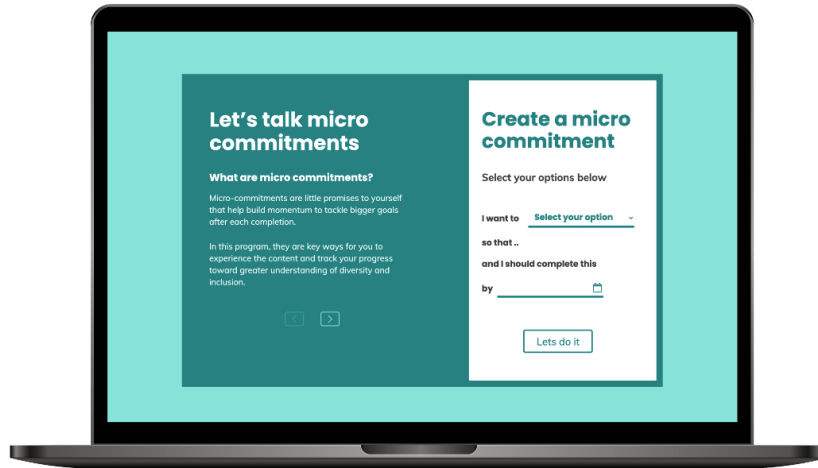 Let's talk micro
commitments
What are micro commitments?
Micro-commitments are little promises to yourself
that help build momentum to tackle bigger goals
after each completion.
In this program, they are key ways for you to
experience the content and track your progress
toward greater understanding of diversity and
inclusion.
Create a micro
commitment
Select your options below
I want to Select your option
so that ..
and I should complete this
by
Lets do it